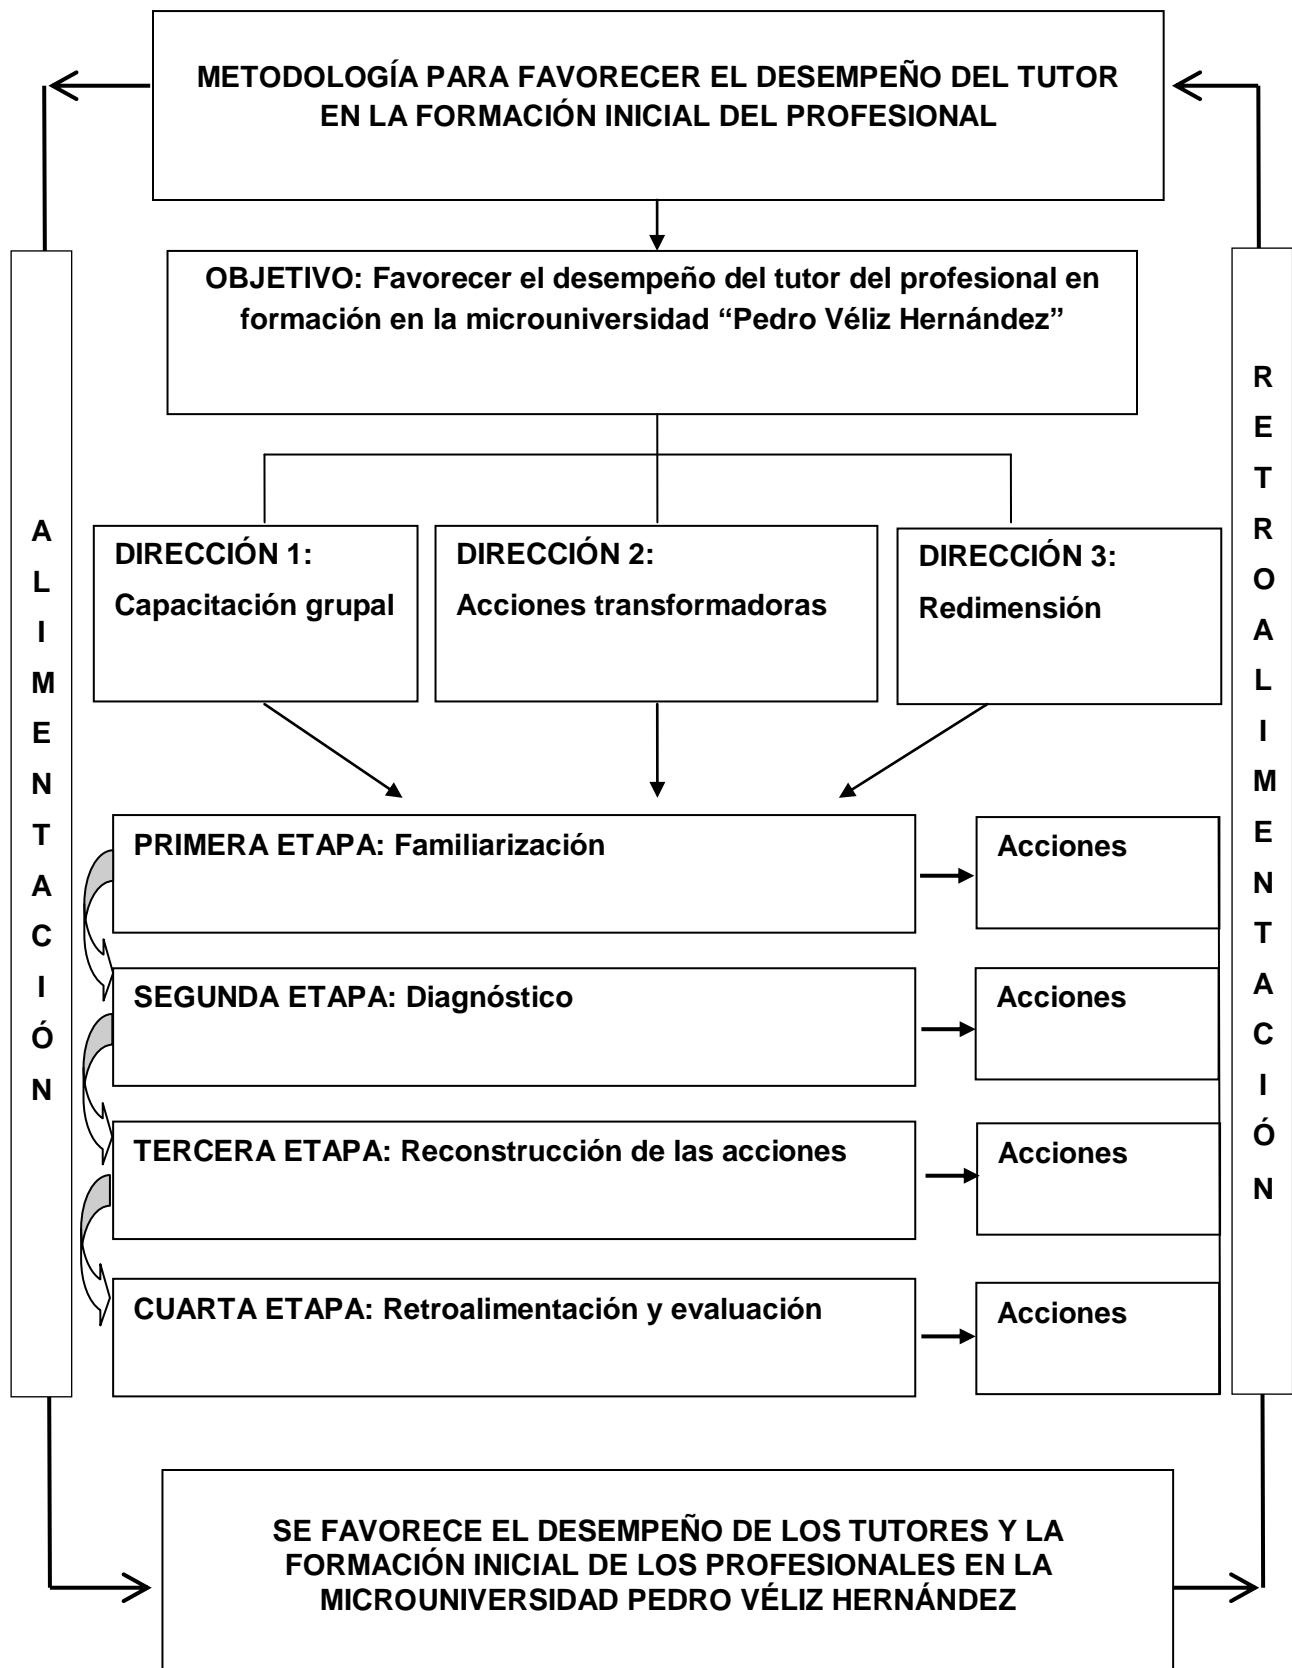 METODOLOGÍA PARA FAVORECER EL DESEMPEÑO DEL TUTOR
EN LA FORMACIÓN INICIAL DEL PROFESIONAL
OBJETIVO: Favorecer el desempeño del tutor del profesional en
formación en la microuniversidad “Pedro Véliz Hernández”
ALIMENTACIÓN
RETROALIMENTACIÓN
DIRECCIÓN 1:
Capacitación grupal
DIRECCIÓN 2:
Acciones transformadoras
DIRECCIÓN 3:
Redimensión
PRIMERA ETAPA: Familiarización
Acciones
SEGUNDA ETAPA: Diagnóstico
Acciones
TERCERA ETAPA: Reconstrucción de las acciones
Acciones
CUARTA ETAPA: Retroalimentación y evaluación
Acciones
SE FAVORECE EL DESEMPEÑO DE LOS TUTORES Y LA
FORMACIÓN INICIAL DE LOS PROFESIONALES EN LA
MICROUNIVERSIDAD PEDRO VÉLIZ HERNÁNDEZ